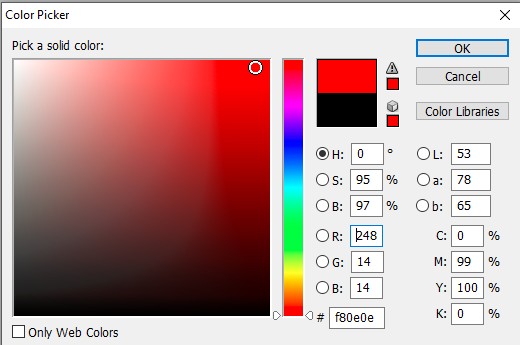 Color Picker
Pick a solid color:
OK
Cancel
Color Libraries
H: 0 °
S: 95 %
B: 97 %
R: 248
G: 14
B: 14
# f80e0e
L: 53
a: 78
b: 65
C: 0 %
M: 99 %
Y: 100 %
K: 0 %
Only Web Colors